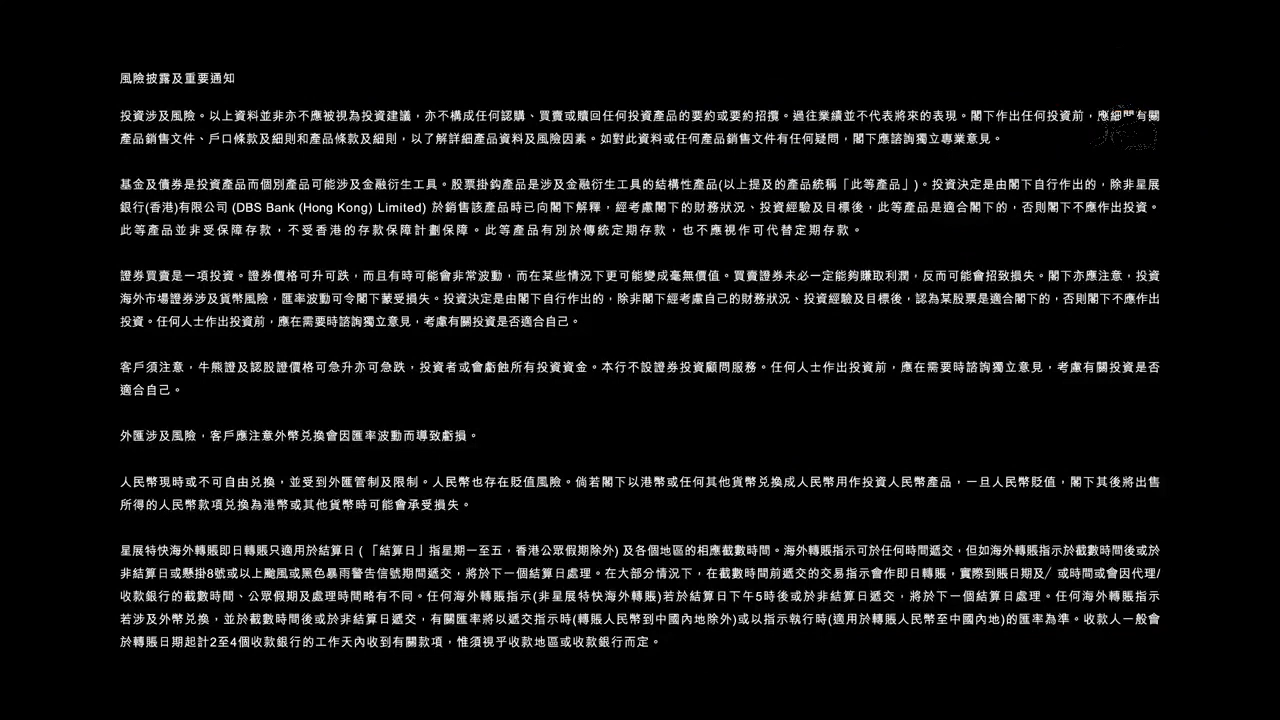 風險披露及重要通知
投資涉及風險。以上資料並非亦不應被視為投資建議，亦不構成任何認購、買賣或贖回任何投資產品的要約或要約招攬。過往業績並不代表將來的表現。閣下作出任何投資前，應細閱有關
產品銷售文件、戶口條款及細則和產品條款及細則，以了解詳細產品資料及風險因素。如對此資料或任何產品銷售文件有任何疑問，閣下應諮詢獨立專業意見。
基金及債券是投資產品而個別產品可能涉及金融衍生工具。股票掛鈎產品是涉及金融衍生工具的結構性產品(以上提及的產品統稱「此等產品」)。投資決定是由閣下自行作出的，除非星展
銀行(香港)有限公司 (DBS Bank (Hong Kong) Limited) 於銷售該產品時已向閣下解釋，經考慮閣下的財務狀況、投資經驗及目標後，此等產品是適合閣下的，否則閣下不應作出投資。
此等產品並非受保障存款，不受香港的存款保障計劃保障。此等產品有別於傳統定期存款，也不應視作可代替定期存款。
證券買賣是一項投資。證券價格可升可跌，而且有時可能會非常波動，而在某些情況下更可能變成毫無價值。買賣證券未必一定能夠賺取利潤，反而可能會招致損失。閣下亦應注意，投資
海外市場證券涉及貨幣風險，匯率波動可令閣下蒙受損失。投資決定是由閣下自行作出的，除非閣下經考慮自己的財務狀況、投資經驗及目標後，認為某股票是適合閣下的，否則閣下不應作出
投資。任何人士作出投資前，應在需要時諮詢獨立意見，考慮有關投資是否適合自己。
客戶須注意，牛熊證及認股證價格可急升亦可急跌，投資者或會虧蝕所有投資資金。本行不設證券投資顧問服務。任何人士作出投資前，應在需要時諮詢獨立意見，考慮有關投資是否
適合自己。
外匯涉及風險，客戶應注意外幣兌換會因匯率波動而導致虧損。
人民幣現時或不可自由兌換，並受到外匯管制及限制。人民幣也存在貶值風險。倘若閣下以港幣或任何其他貨幣兌換成人民幣用作投資人民幣產品，一旦人民幣貶值，閣下其後將出售
所得的人民幣款項兌換為港幣或其他貨幣時可能會承受損失。
星展特快海外轉賬即日轉賬只適用於結算日 (「結算日」指星期一至五，香港公眾假期除外) 及各個地區的相應截數時間。海外轉賬指示可於任何時間遞交，但如海外轉賬指示於截數時間後或於
非結算日或懸掛8號或以上颱風或黑色暴雨警告信號期間遞交，將於下一個結算日處理。在大部分情況下，在截數時間前遞交的交易指示會作即日轉賬，實際到賬日期及/ 或時間或會因代理/
收款銀行的截數時間、公眾假期及處理時間略有不同。任何海外轉賬指示(非星展特快海外轉賬)若於結算日下午5時後或於非結算日遞交，將於下一個結算日處理。任何海外轉賬指示
若涉及外幣兌換，並於截數時間後或於非結算日遞交，有關匯率將以遞交指示時(轉賬人民幣到中國內地除外)或以指示執行時(適用於轉賬人民幣至中國內地)的匯率為準。收款人一般會
於轉賬日期起計2至4個收款銀行的工作天內收到有關款項，惟須視乎收款地區或收款銀行而定。